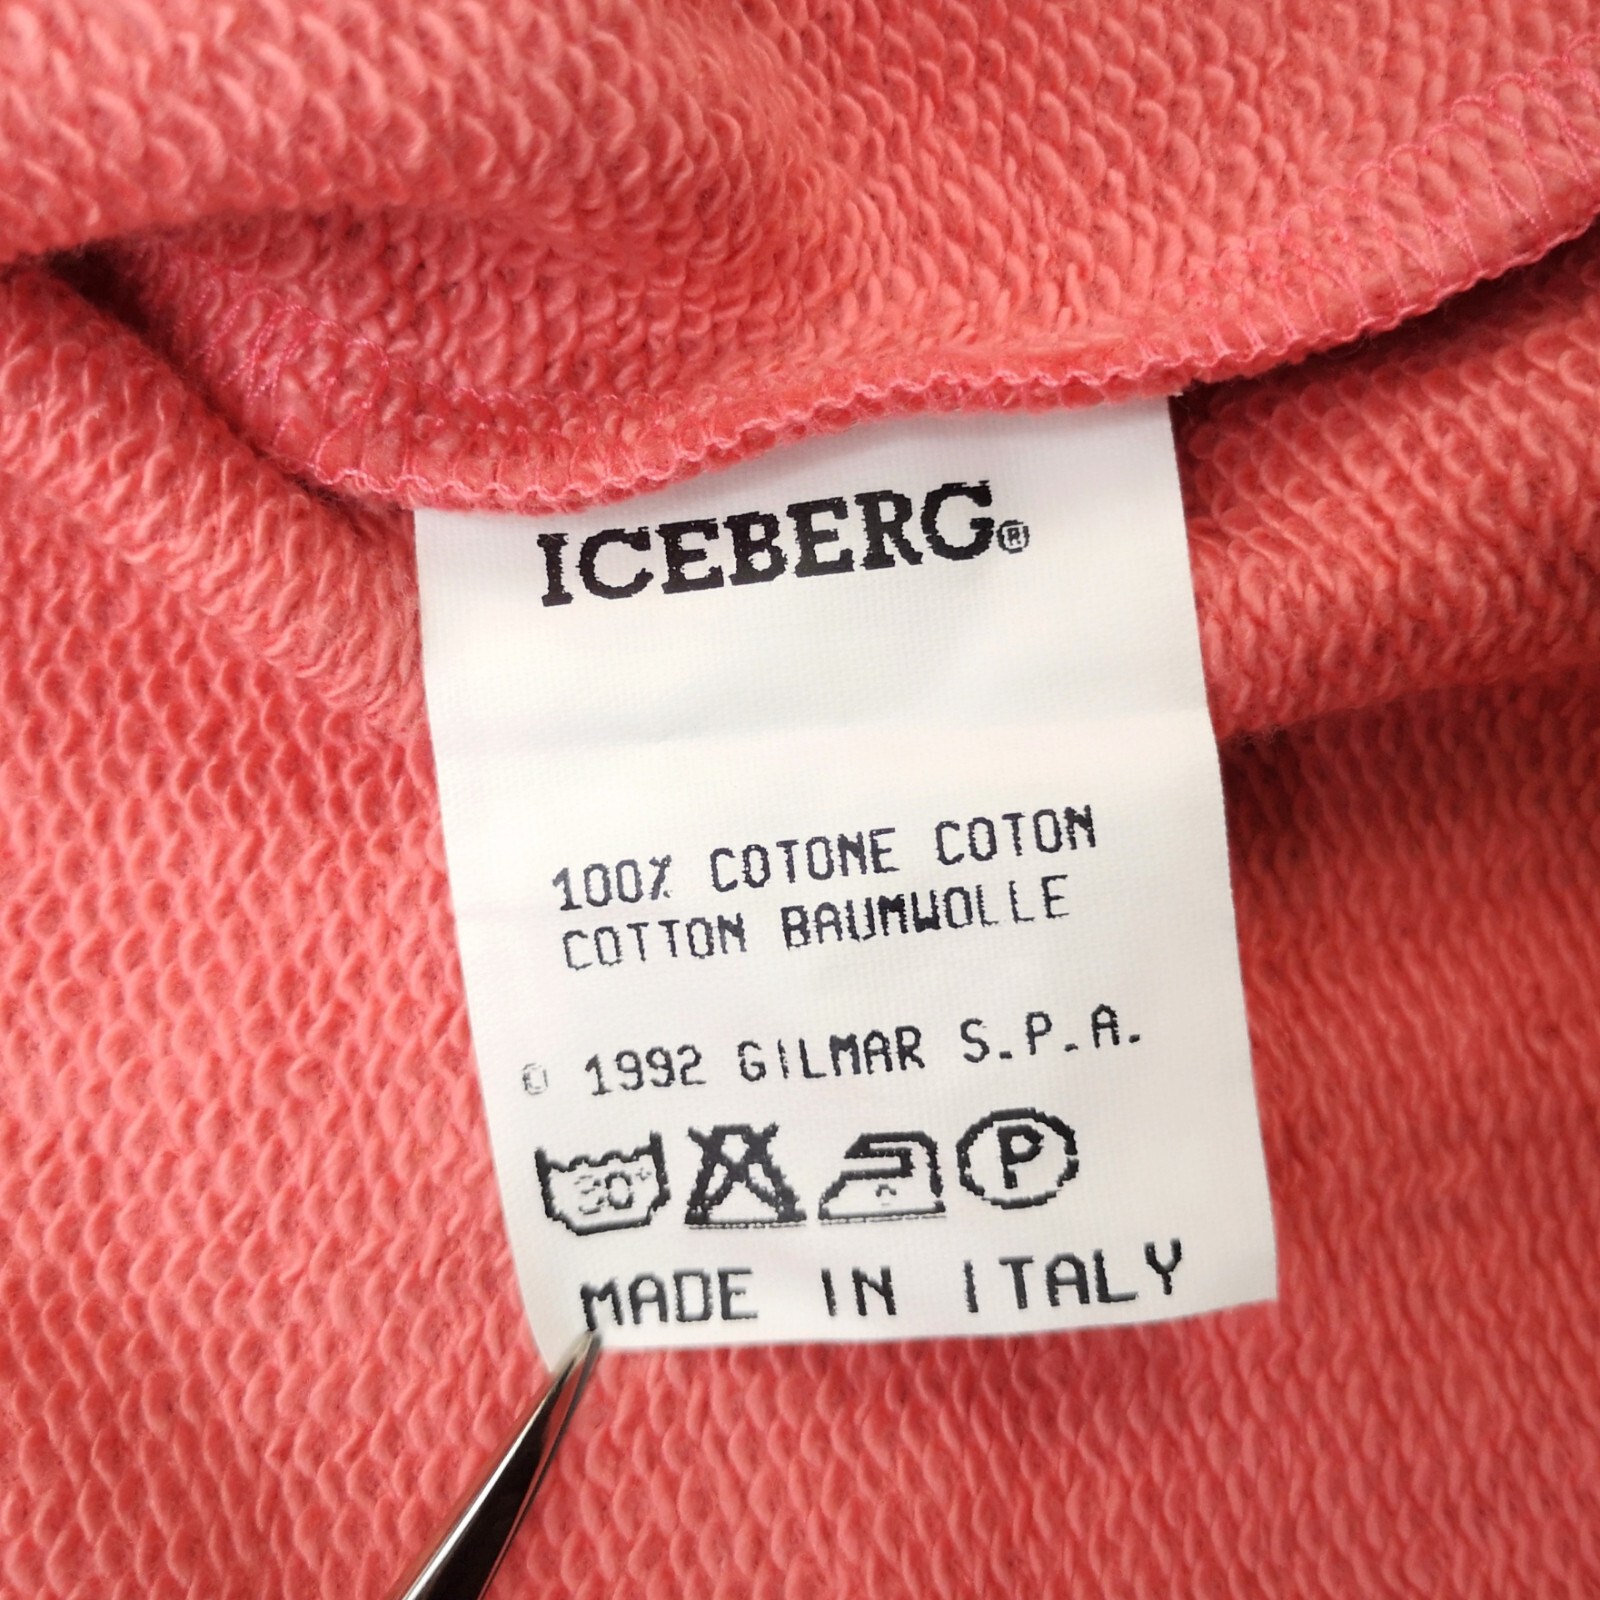 ICEBERG®
100% COTONE COTON
COTTON BAUMWOLLE
© 1992 GILMAR S.P.A.
30° P
MADE IN ITALY